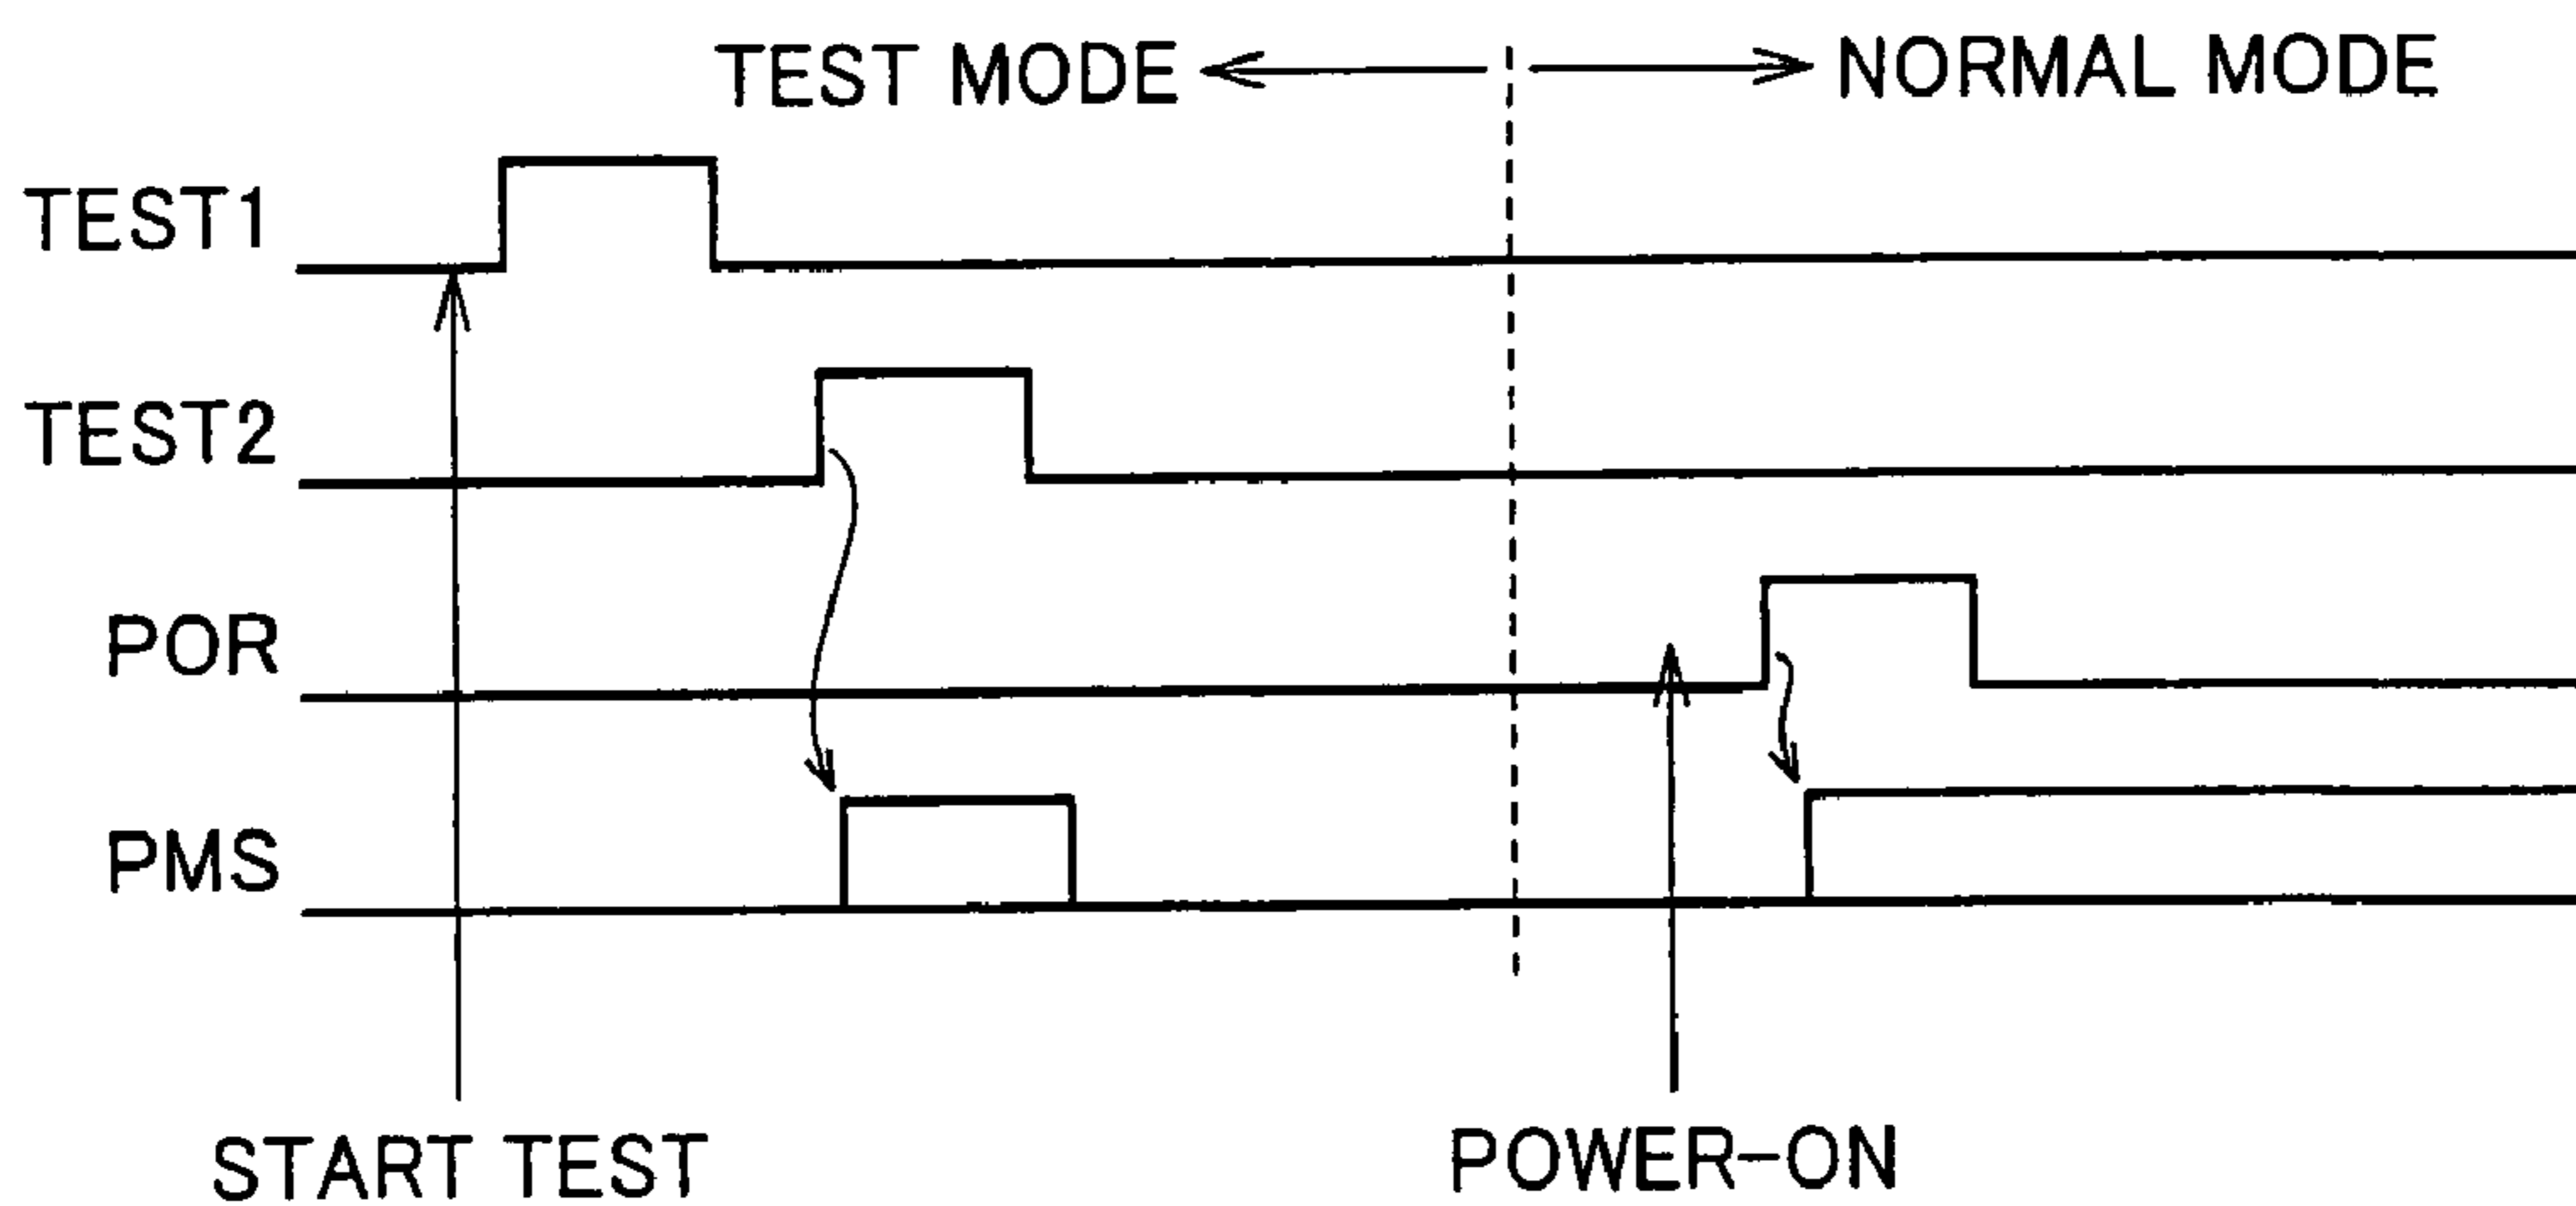 TEST MODE
NORMAL MODE
TEST1
TEST2
POR
PMS
START TEST
POWER-ON